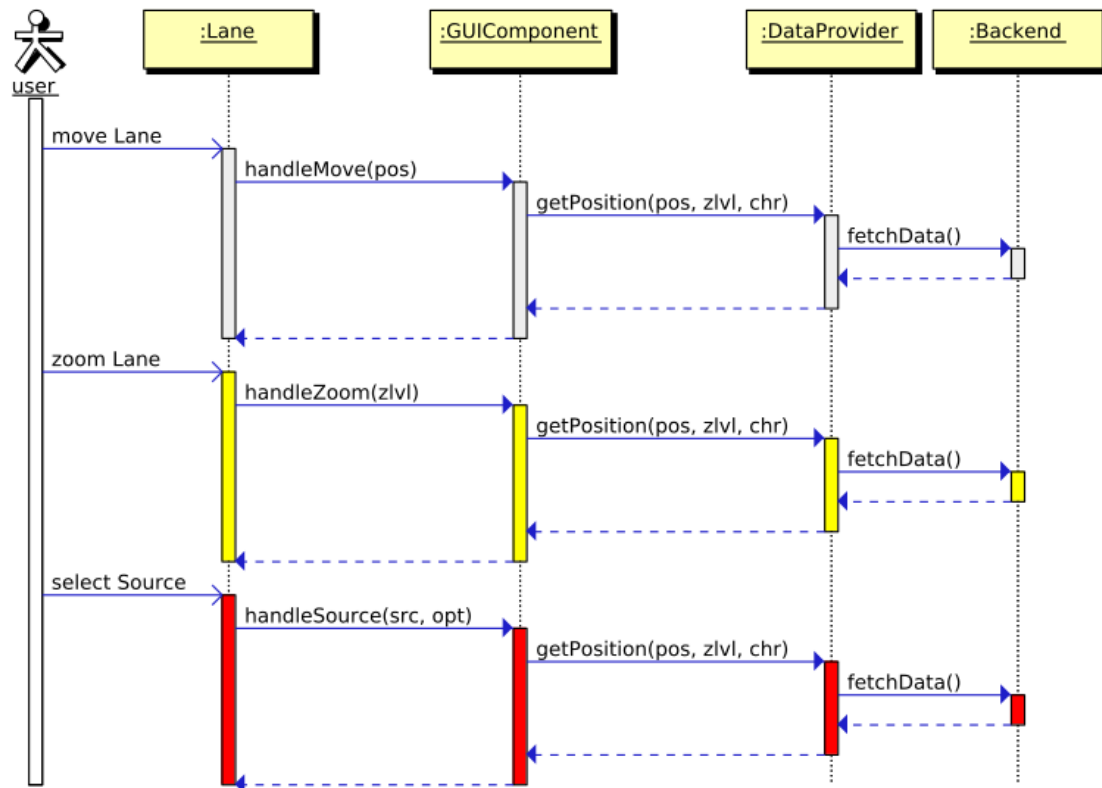 :Lane
:GUIComponent
:DataProvider
:Backend
user
move Lane
handleMove(pos)
getPosition(pos, zlvl, chr)
fetchData()
zoom Lane
handleZoom(zlvl)
getPosition(pos, zlvl, chr)
fetchData()
select Source
handleSource(src, opt)
getPosition(pos, zlvl, chr)
fetchData()